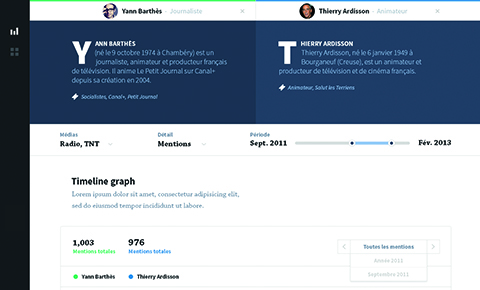 Yann Barthès - Journaliste ×
Thierry Ardisson - Animateur ×
YANN BARTHÈS
(né le 9 octobre 1974 à Chambéry) est un
journaliste, animateur et producteur français
de télévision. Il anime Le Petit Journal sur Canal+
depuis sa création en 2004.
Socialistes, Canal+, Petit Journal
THIERRY ARDISSON
Thierry Ardisson, né le 6 janvier 1949 à
Bourganeuf (Creuse), est un animateur et
producteur de télévision et de cinéma français.
Animateur, Salut les Terriens
Médias
Radio, TNT
Détail
Mentions
Période
Sept. 2011
Fév. 2013
Timeline graph
Lorem ipsum dolor sit amet, consectetur adipisicing elit,
sed do eiusmod tempor incididunt ut labore.
1,003
Mentions totales
976
Mentions totales
Toutes les mentions
Année 2011
Septembre 2011
Yann Barthès
Thierry Ardisson